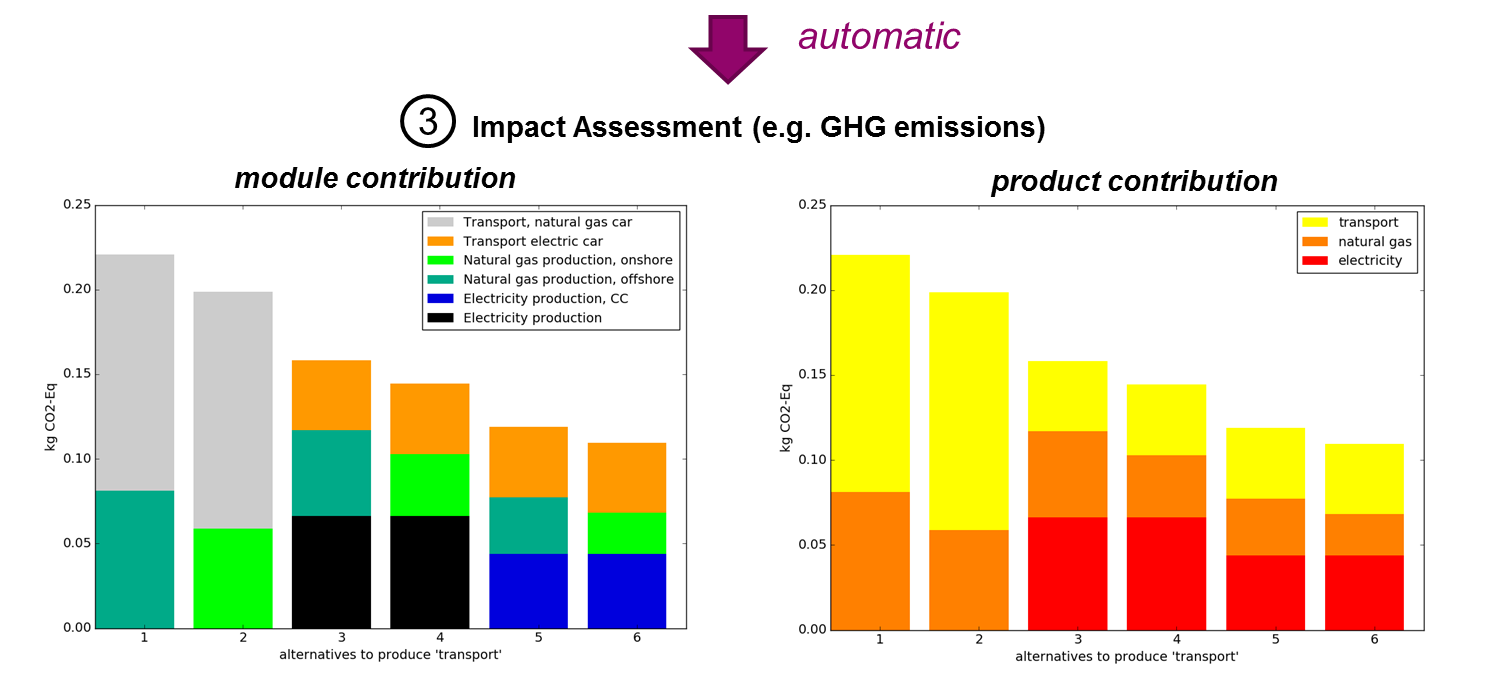 automatic
3 Impact Assessment (e.g. GHG emissions)
module contribution
0.25
0.20
0.15
0.10
0.05
0.00
kg CO2-Eq
Transport, natural gas car
Transport electric car
Natural gas production, onshore
Natural gas production, offshore
Electricity production, CC
Electricity production
1 2 3 4 5 6
alternatives to produce 'transport'
product contribution
0.25
0.20
0.15
0.10
0.05
0.00
kg CO2-Eq
transport
natural gas
electricity
1 2 3 4 5 6
alternatives to produce 'transport'